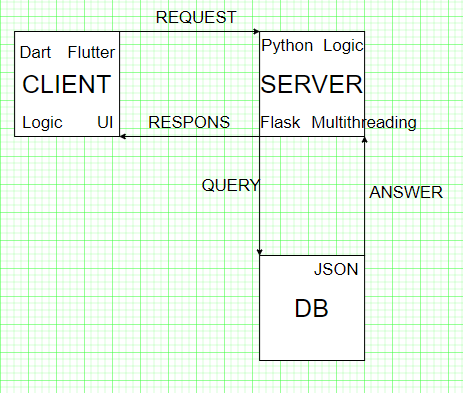 REQUEST
Dart Flutter
CLIENT
Logic UI
Python Logic
SERVER
Flask Multithreading
RESPONS
QUERY
ANSWER
JSON
DB